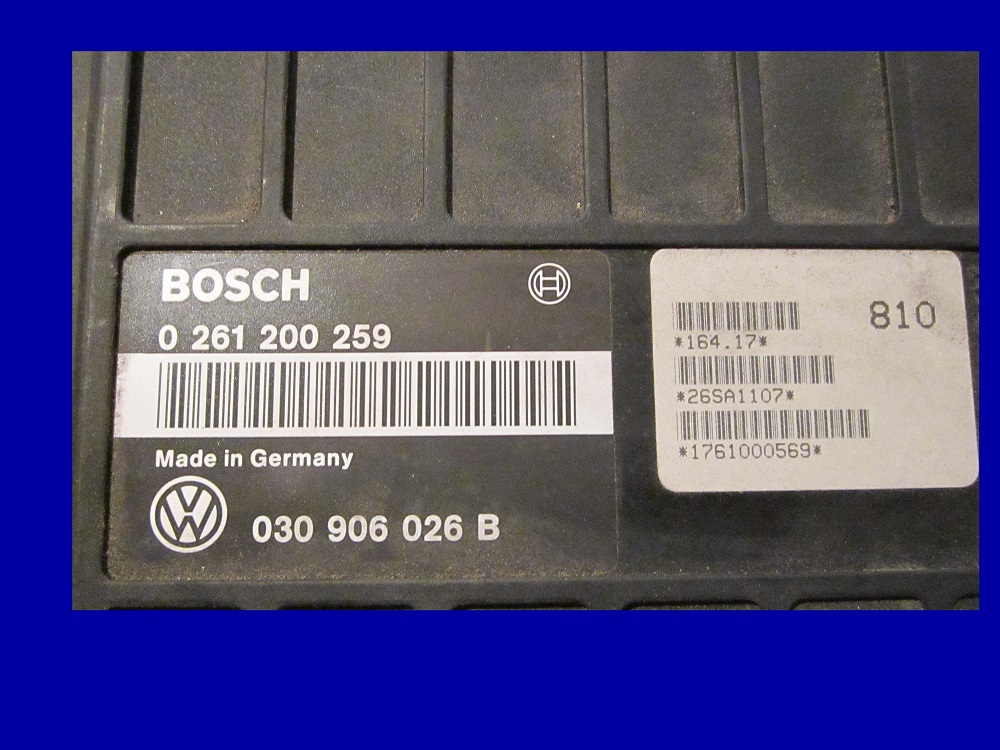 BOSCH
0 261 200 259
Made in Germany
030 906 026 B
810
*164.17*
*26SA1107*
*1761000569*